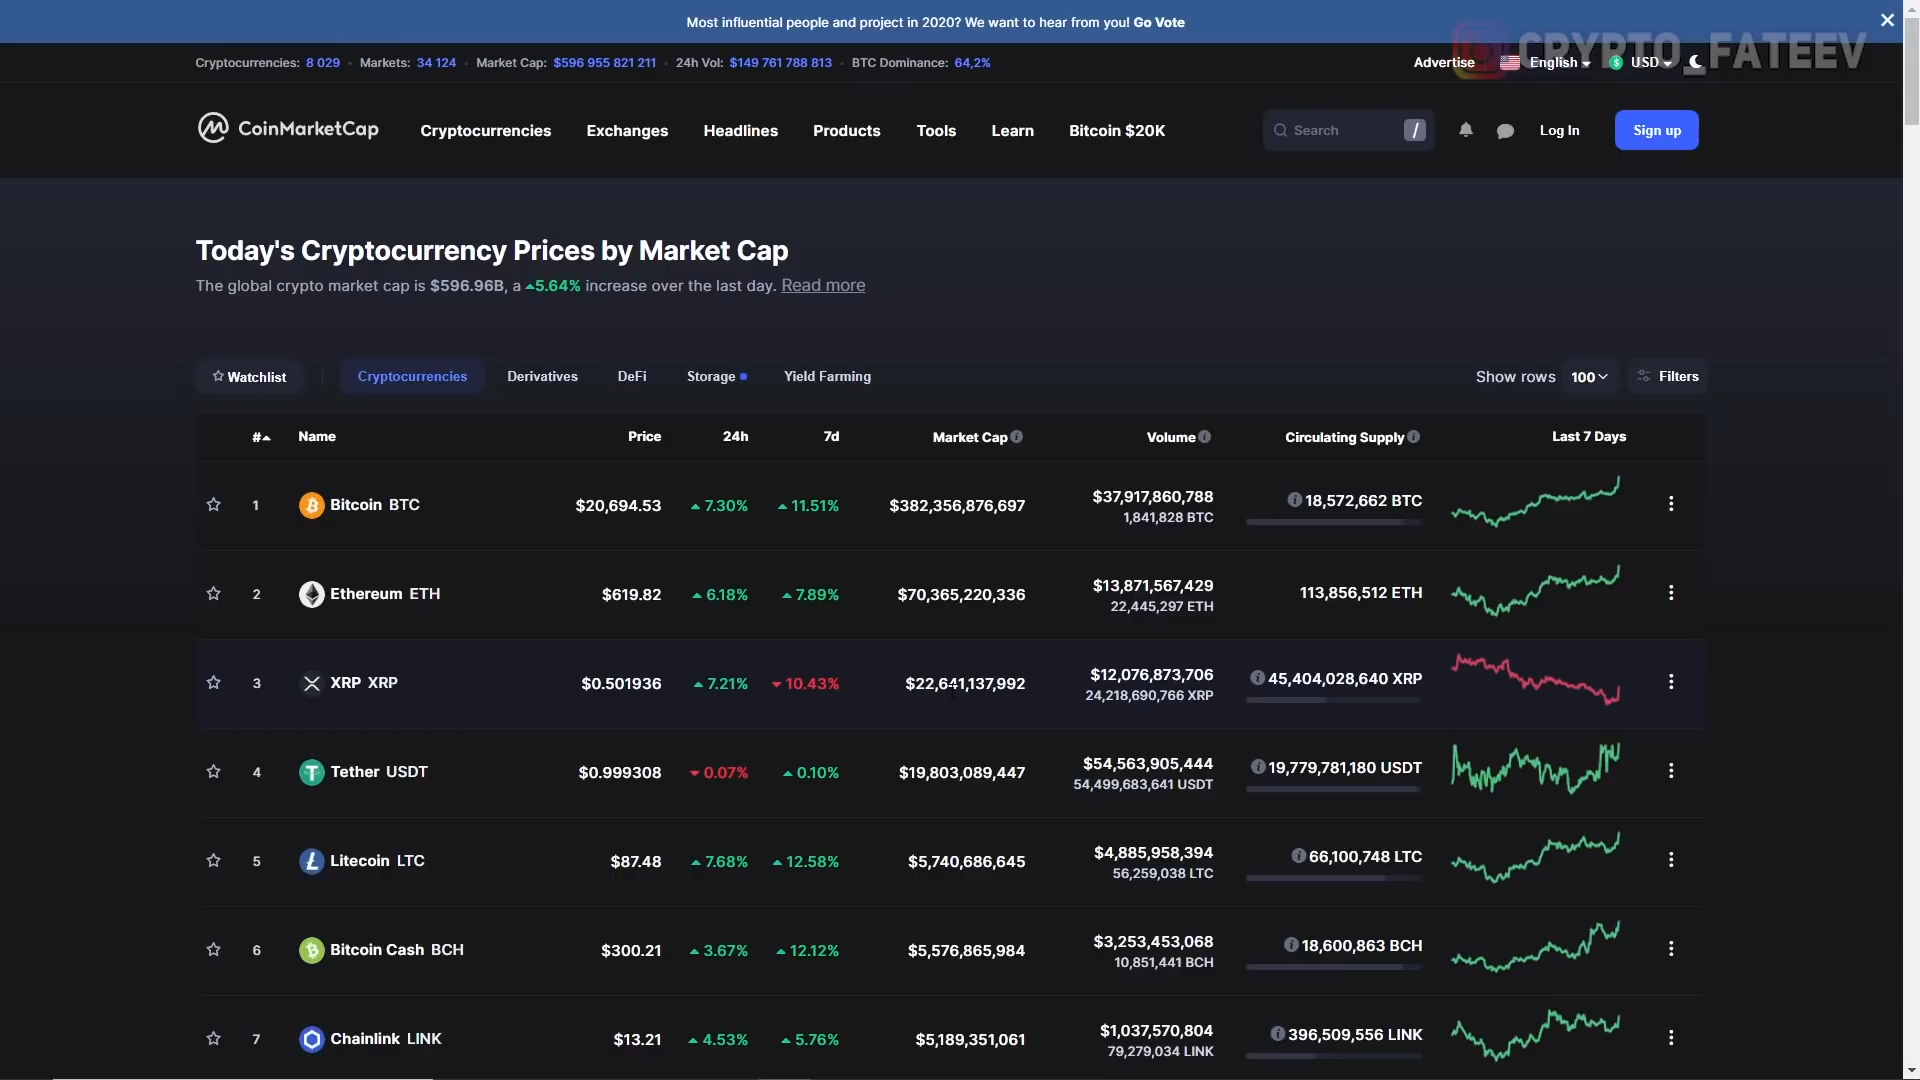 Most influential people and project in 2020? We want to hear from you! Go Vote
Cryptocurrencies: 8 029 Markets: 34 124 Market Cap: $596 955 821 211 24h Vol: $149 761 788 813 BTC Dominance: 64,2%
Advertise English USD
CRYPTO_FATEEV
CoinMarketCap Cryptocurrencies Exchanges Headlines Products Tools Learn Bitcoin $20K Search / Log In Sign up
Today's Cryptocurrency Prices by Market Cap
The global crypto market cap is $596.96B, a 5.64% increase over the last day. Read more
Watchlist Cryptocurrencies Derivatives DeFi Storage Yield Farming Show rows 100 Filters
# Name Price 24h 7d Market Cap Volume Circulating Supply Last 7 Days
1 Bitcoin BTC $20,694.53 7.30% 11.51% $382,356,876,697 $37,917,860,788 18,572,662 BTC
1,841,828 BTC
2 Ethereum ETH $619.82 6.18% 7.89% $70,365,220,336 $13,871,567,429 113,856,512 ETH
22,445,297 ETH
3 XRP XRP $0.501936 7.21% 10.43% $22,641,137,992 $12,076,873,706 45,404,028,640 XRP
24,218,690,766 XRP
4 Tether USDT $0.999308 0.07% 0.10% $19,803,089,447 $54,563,905,444 19,779,781,180 USDT
54,499,683,641 USDT
5 Litecoin LTC $87.48 7.68% 12.58% $5,740,686,645 $4,885,958,394 66,100,748 LTC
56,259,038 LTC
6 Bitcoin Cash BCH $300.21 3.67% 12.12% $5,576,865,984 $3,253,453,068 18,600,863 BCH
10,851,441 BCH
7 Chainlink LINK $13.21 4.53% 5.76% $5,189,351,061 $1,037,570,804 396,509,556 LINK
79,279,034 LINK